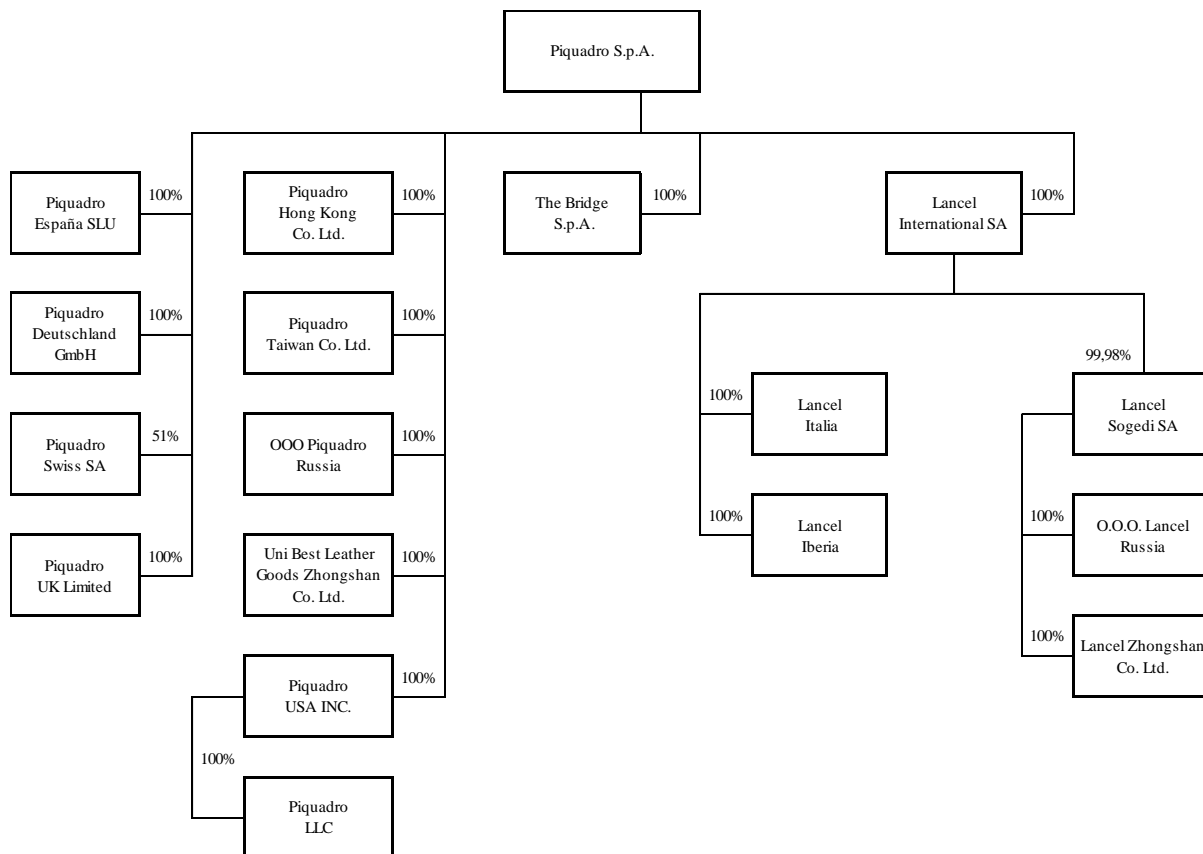 Piquadro S.p.A.
Piquadro
España SLU
100%
Piquadro
Hong Kong
Co. Ltd.
100%
The Bridge
S.p.A.
100%
Lancel
International SA
100%
Piquadro
Deutschland
GmbH
100%
Piquadro
Taiwan Co. Ltd.
100%
99,98%
Piquadro
Swiss SA
51%
OOO Piquadro
Russia
100%
100%
Lancel
Italia
Lancel
Sogedi SA
Piquadro
UK Limited
100%
Uni Best Leather
Goods Zhongshan
Co. Ltd.
100%
100%
Lancel
Iberia
100%
O.O.O. Lancel
Russia
Piquadro
USA INC.
100%
100%
Lancel Zhongshan
Co. Ltd.
100%
Piquadro
LLC